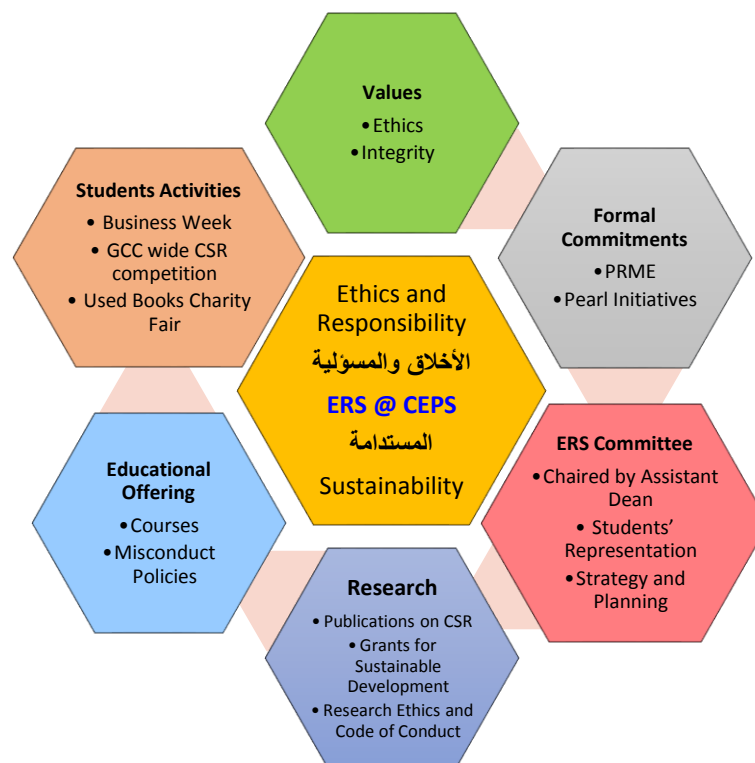 Values
• Ethics
• Integrity
Students Activities
• Business Week
• GCC wide CSR
competition
• Used Books Charity
Fair
Formal
Commitments
• PRME
• Pearl Initiatives
Ethics and
Responsibility
الأخلاق والمسؤلية
ERS @ CEPS
المستدامة
Sustainability
Educational
Offering
• Courses
• Misconduct
Policies
ERS Committee
• Chaired by Assistant
Dean
• Students’
Representation
• Strategy and
Planning
Research
• Publications on CSR
• Grants for
Sustainable
Development
• Research Ethics and
Code of Conduct